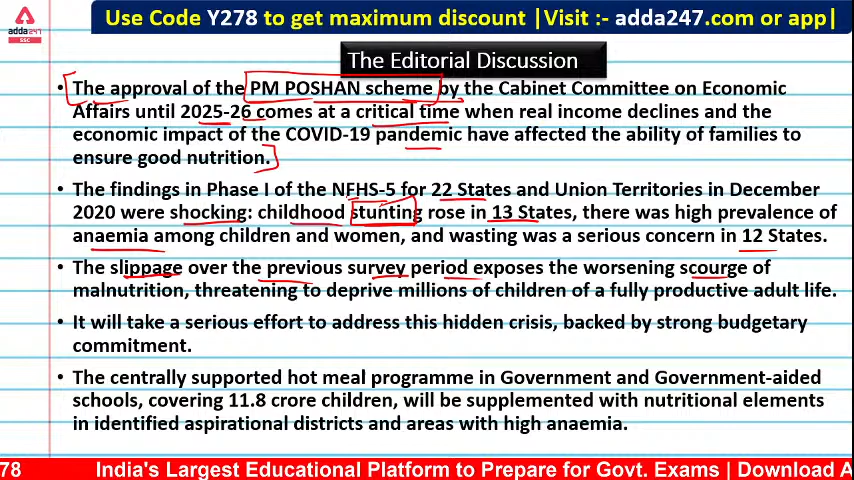 adda247
SSC
Use Code Y278 to get maximum discount |Visit :- adda247.com or app|
The Editorial Discussion
• The approval of the PM POSHAN scheme by the Cabinet Committee on Economic
Affairs until 2025-26 comes at a critical time when real income declines and the
economic impact of the COVID-19 pandemic have affected the ability of families to
ensure good nutrition.
• The findings in Phase I of the NFHS-5 for 22 States and Union Territories in December
2020 were shocking: childhood stunting rose in 13 States, there was high prevalence of
anaemia among children and women, and wasting was a serious concern in 12 States.
• The slippage over the previous survey period exposes the worsening scourge of
malnutrition, threatening to deprive millions of children of a fully productive adult life.
• It will take a serious effort to address this hidden crisis, backed by strong budgetary
commitment.
• The centrally supported hot meal programme in Government and Government-aided
schools, covering 11.8 crore children, will be supplemented with nutritional elements
in identified aspirational districts and areas with high anaemia.
78 India's Largest Educational Platform to Prepare for Govt. Exams | Download A